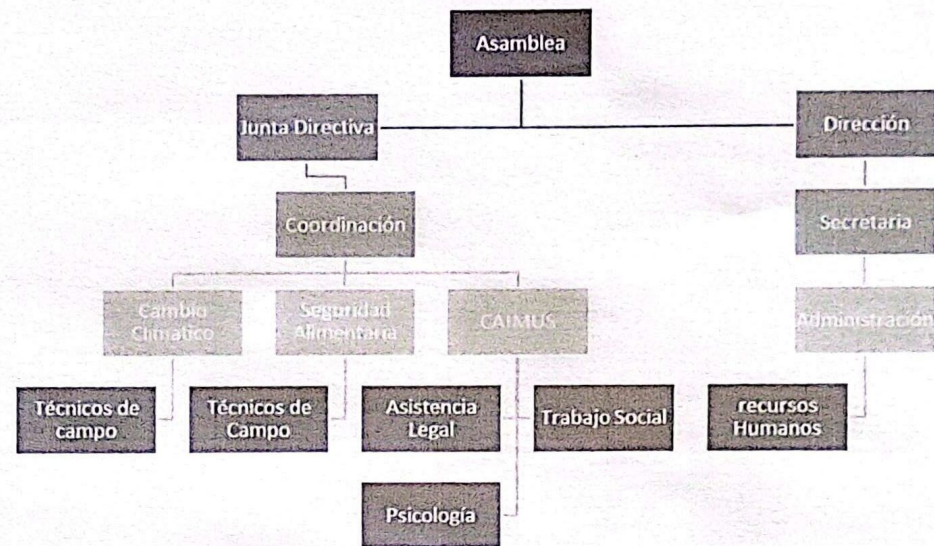 Asamblea
Junta Directiva
Dirección
Coordinación
Secretaria
Cambio
Climatico
Seguridad
Alimentaria
CAIMUS
Administración
Técnicos de
campo
Técnicos de
Campo
Asistencia
Legal
Trabajo Social
recursos
Humanos
Psicología